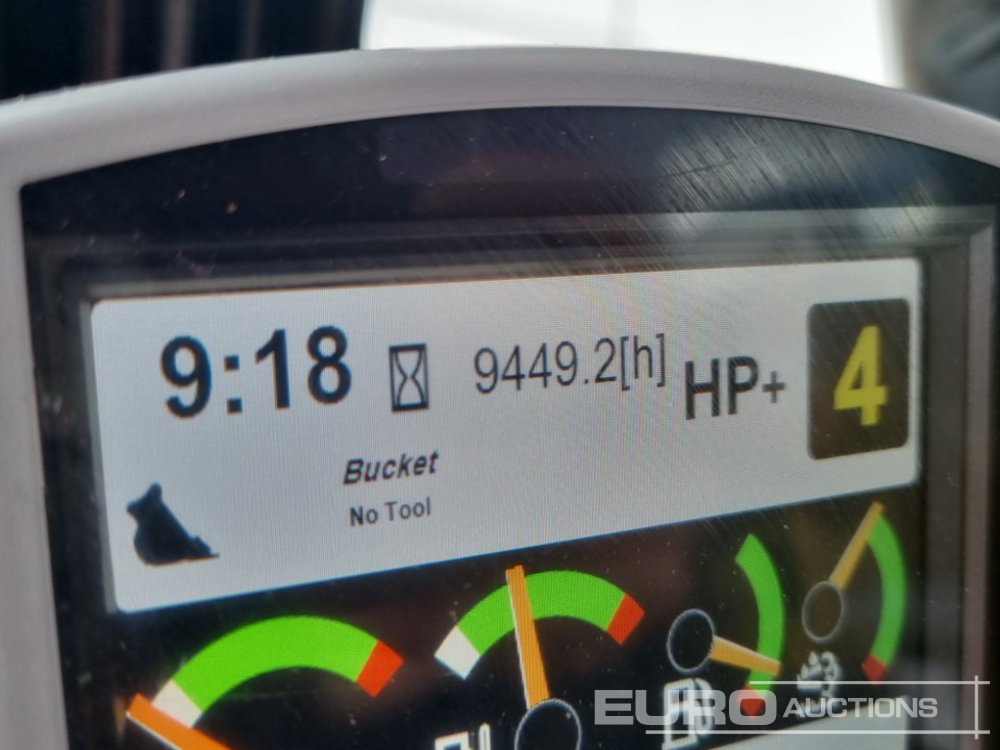 9:18 9449.2[h] HP+ 4
Bucket
No Tool
EURO AUCTIONS